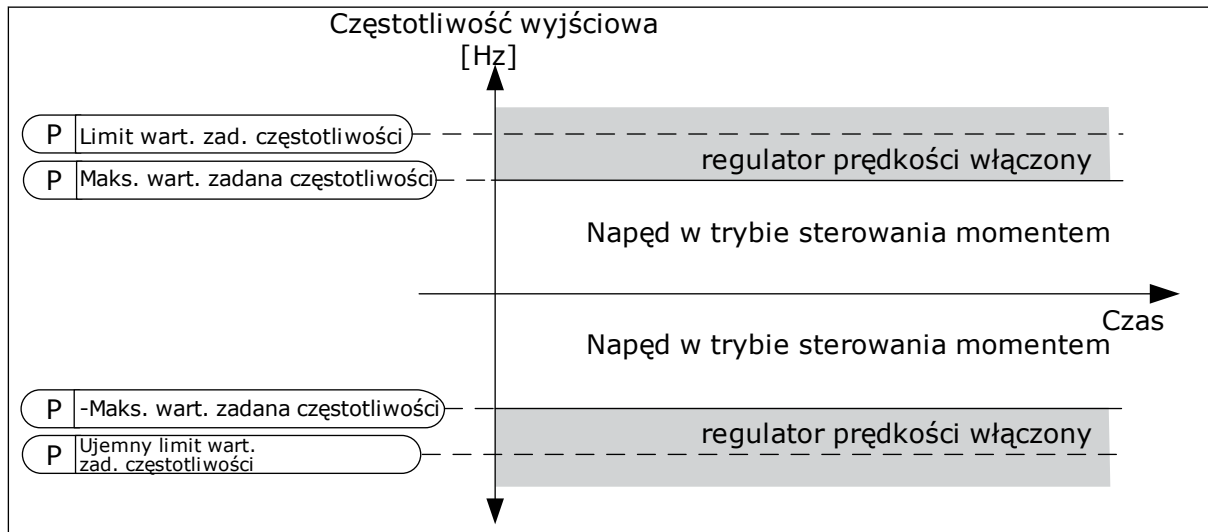 Częstotliwość wyjściowa
[Hz]
P Limit wart. zad. częstotliwości
regulator prędkości włączony
P Maks. wart. zadana częstotliwości
Napęd w trybie sterowania momentem
Czas
Napęd w trybie sterowania momentem
P -Maks. wart. zadana częstotliwości
regulator prędkości włączony
P Ujemny limit wart.
zad. częstotliwości